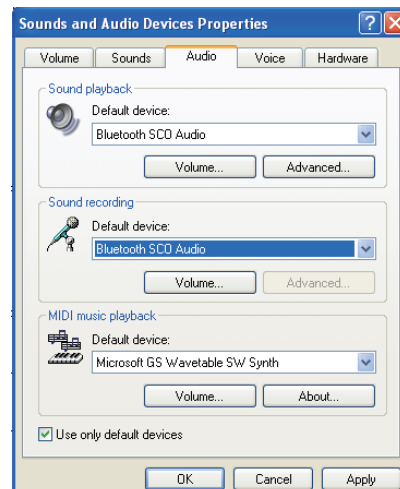 Sounds and Audio Devices Properties
Volume Sounds Audio Voice Hardware
Sound playback
Default device:
Bluetooth SCO Audio
Volume... Advanced...
Sound recording
Default device:
Bluetooth SCO Audio
Volume... Advanced...
MIDI music playback
Default device:
Microsoft GS Wavetable SW Synth
Volume... About...
Use only default devices
OK Cancel Apply